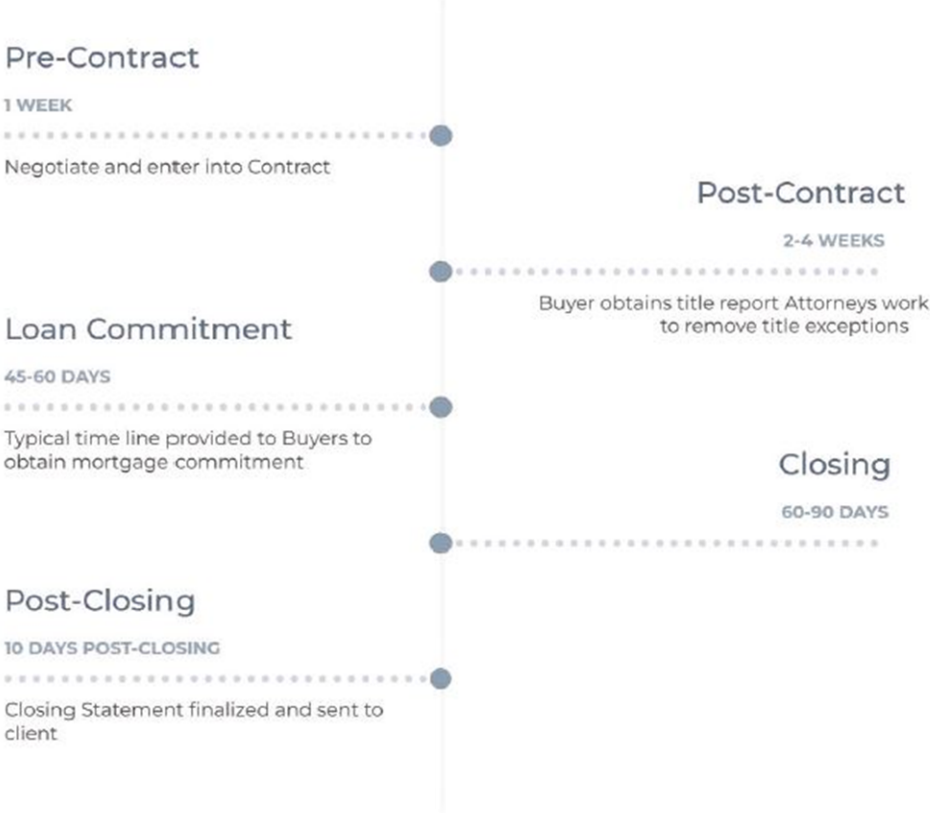 Pre-Contract
1 WEEK
Negotiate and enter into Contract
Post-Contract
2-4 WEEKS
Buyer obtains title report Attorneys work
to remove title exceptions
Loan Commitment
45-60 DAYS
Typical time line provided to Buyers to
obtain mortgage commitment
Closing
60-90 DAYS
Post-Closing
10 DAYS POST-CLOSING
Closing Statement finalized and sent to
client